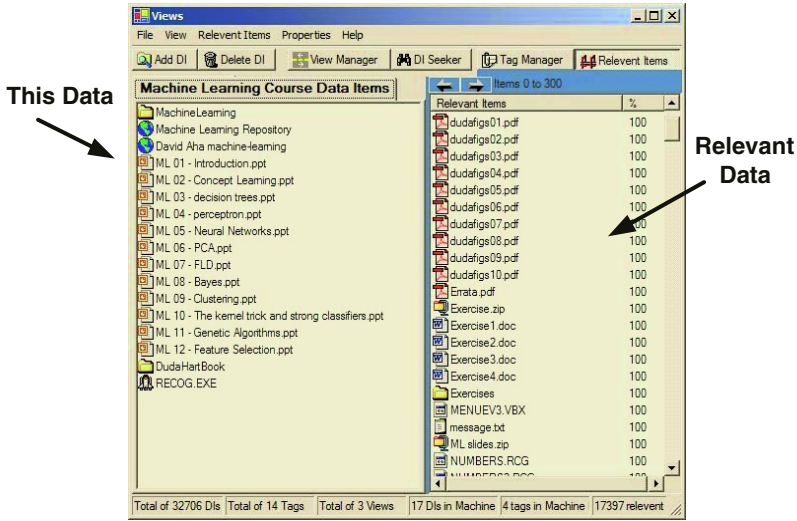 Views
File View Relevent Items Properties Help
Add DI Delete DI View Manager DI Seeker Tag Manager Relevent Items
This Data
Machine Learning Course Data Items
MachineLearning
Machine Learning Repository
David Aha machine-learning
ML 01 - Introduction.ppt
ML 02 - Concept Learning.ppt
ML 03 - decision trees.ppt
ML 04 - perceptron.ppt
ML 05 - Neural Networks.ppt
ML 06 - PCA.ppt
ML 07 - FLD.ppt
ML 08 - Bayes.ppt
ML 09 - Clustering.ppt
ML 10 - The kernel trick and strong classifiers.ppt
ML 11 - Genetic Algorithms.ppt
ML 12 - Feature Selection.ppt
DudaHartBook
RECOG.EXE
Items 0 to 300
Relevant Items %
dudafigs01.pdf 100
dudafigs02.pdf 100
dudafigs03.pdf 100
dudafigs04.pdf 100
dudafigs05.pdf 100
dudafigs06.pdf 100
dudafigs07.pdf 100
dudafigs08.pdf 100
dudafigs09.pdf 100
dudafigs10.pdf 100
Errata.pdf 100
Exercise.zip 100
Exercise1.doc 100
Exercise2.doc 100
Exercise3.doc 100
Exercise4.doc 100
Exercises 100
MENUEV3.VBX 100
message.txt 100
ML slides.zip 100
NUMBERS.RCG 100
Relevant
Data
Total of 32706 DIs Total of 14 Tags Total of 3 Views 17 DIs in Machine 4 tags in Machine 17397 relevent